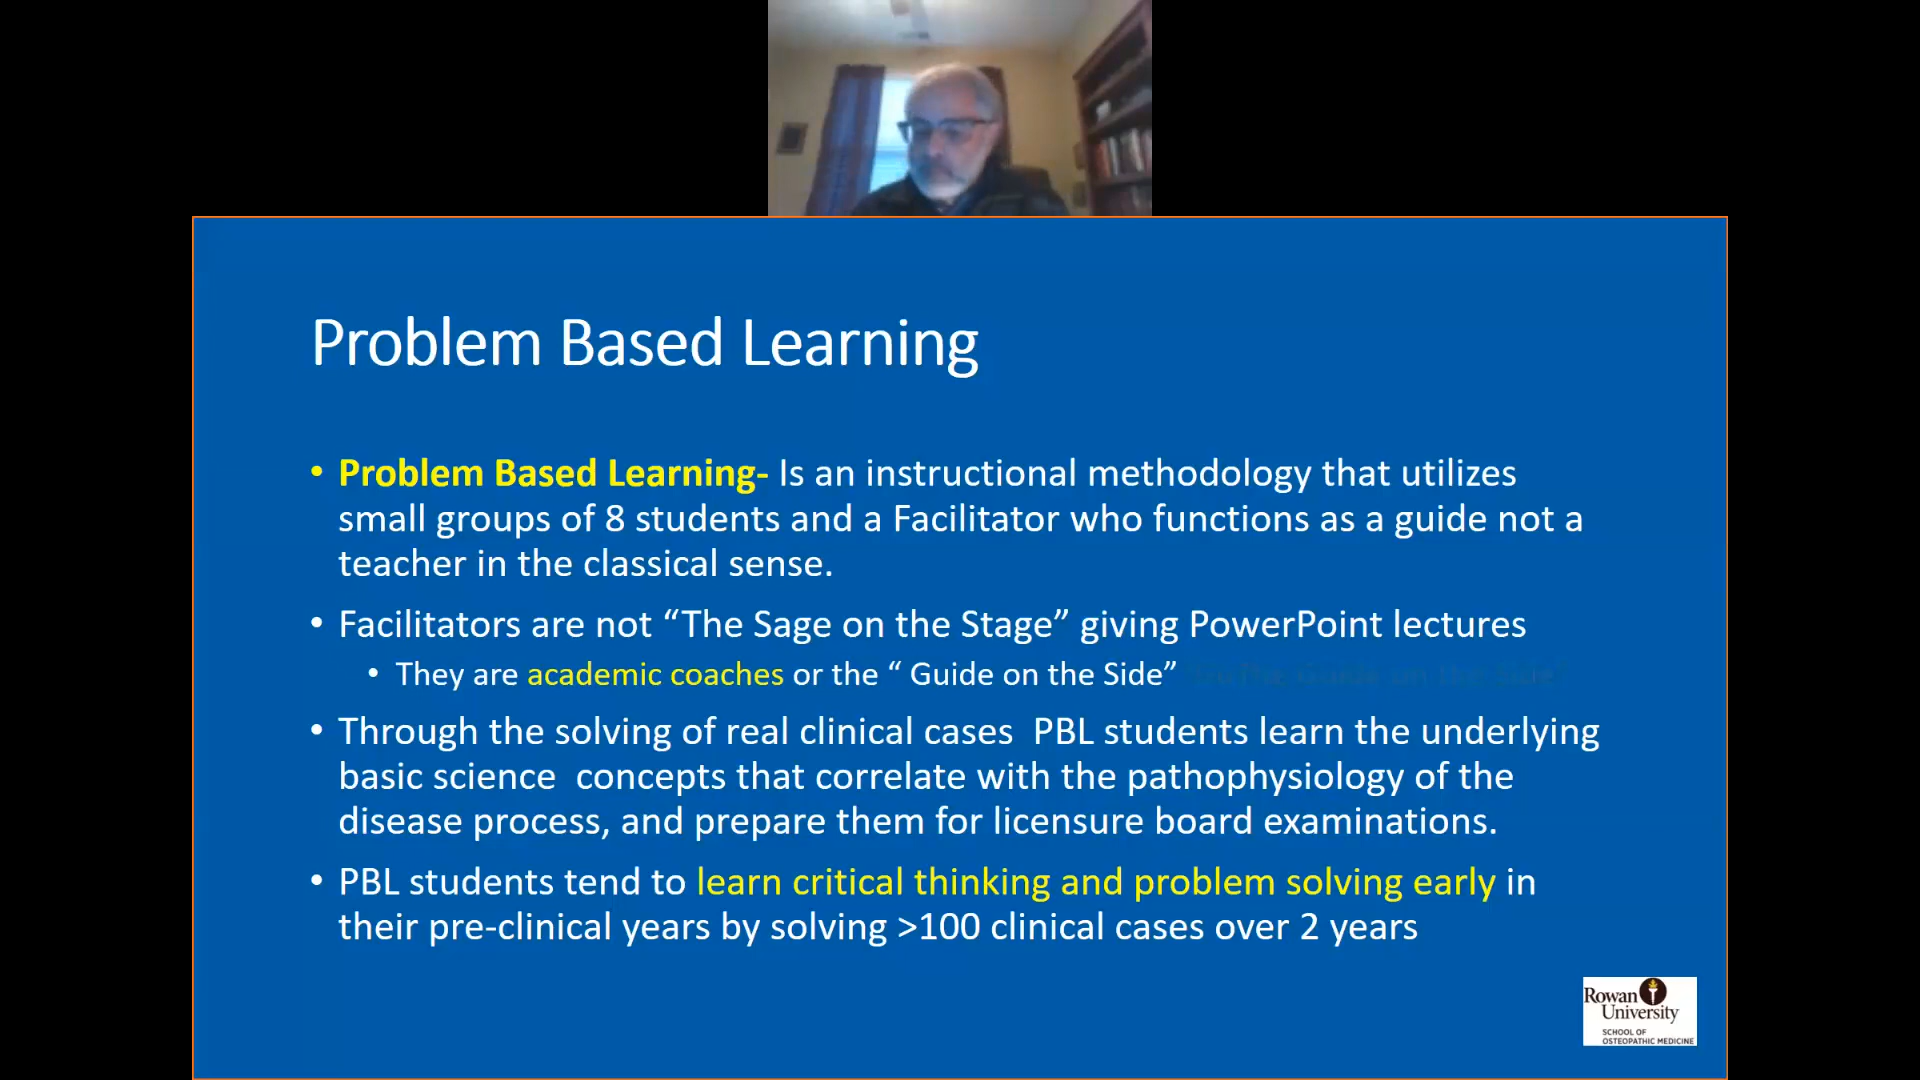 Problem Based Learning
• Problem Based Learning- Is an instructional methodology that utilizes
small groups of 8 students and a Facilitator who functions as a guide not a
teacher in the classical sense.
• Facilitators are not “The Sage on the Stage” giving PowerPoint lectures
• They are academic coaches or the “ Guide on the Side”
• Through the solving of real clinical cases  PBL students learn the underlying
basic science  concepts that correlate with the pathophysiology of the
disease process, and prepare them for licensure board examinations.
• PBL students tend to learn critical thinking and problem solving early in
their pre-clinical years by solving >100 clinical cases over 2 years
Rowan
University
SCHOOL OF
OSTEOPATHIC MEDICINE